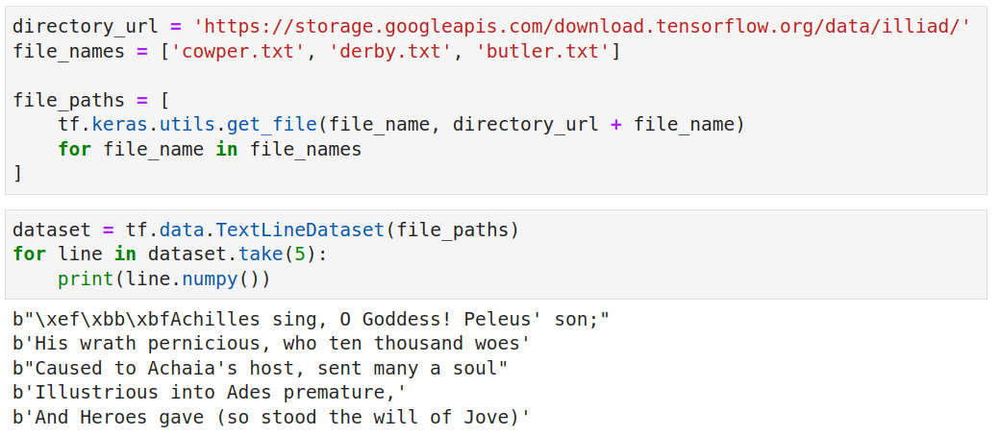 directory_url = 'https://storage.googleapis.com/download.tensorflow.org/data/illiad/'
file_names = ['cowper.txt', 'derby.txt', 'butler.txt']

file_paths = [
    tf.keras.utils.get_file(file_name, directory_url + file_name)
    for file_name in file_names
]

dataset = tf.data.TextLineDataset(file_paths)
for line in dataset.take(5):
    print(line.numpy())

b"\xef\xbb\xbfAchilles sing, O Goddess! Peleus' son;"
b'His wrath pernicious, who ten thousand woes'
b"Caused to Achaia's host, sent many a soul"
b'Illustrious into Ades premature,'
b'And Heroes gave (so stood the will of Jove)'